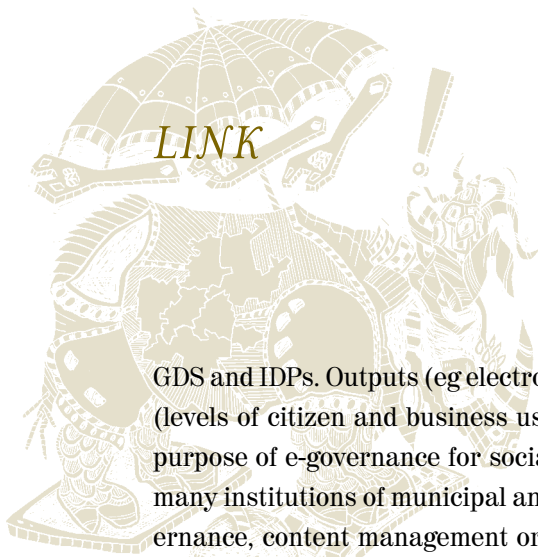 LINK
GDS and IDPs. Outputs (eg electro
(levels of citizen and business us
purpose of e-governance for socia
many institutions of municipal an
ernance, content management or